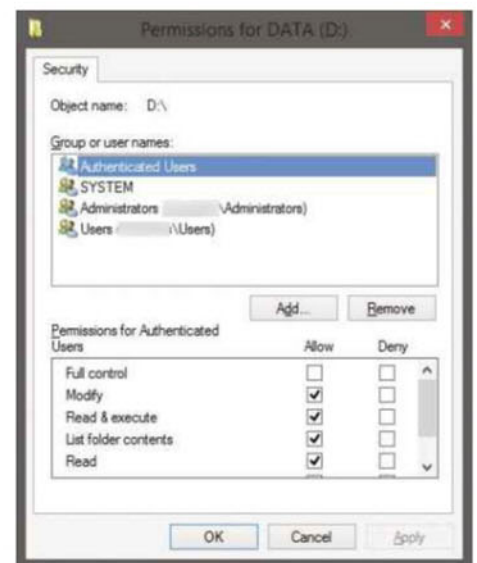 Permissions for DATA (D:)
Security
Object name: D:\
Group or user names:
Authenticated Users
SYSTEM
Administrators \Administrators)
Users \Users)
Add... Remove
Permissions for Authenticated
Users Allow Deny
Full control
Modify
Read & execute
List folder contents
Read
OK Cancel Apply